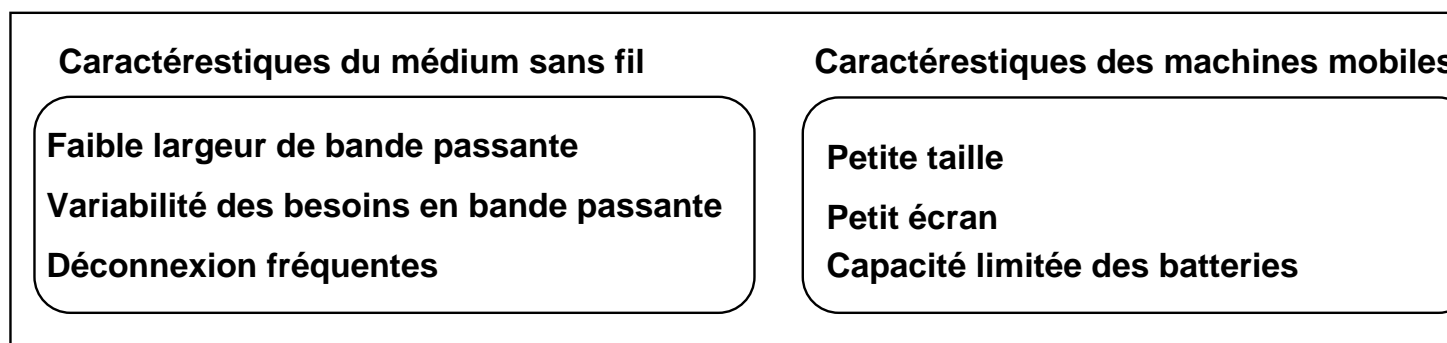 Caractérestiques du médium sans fil
Faible largeur de bande passante
Variabilité des besoins en bande passante
Déconnexion fréquentes
Caractérestiques des machines mobiles
Petite taille
Petit écran
Capacité limitée des batteries